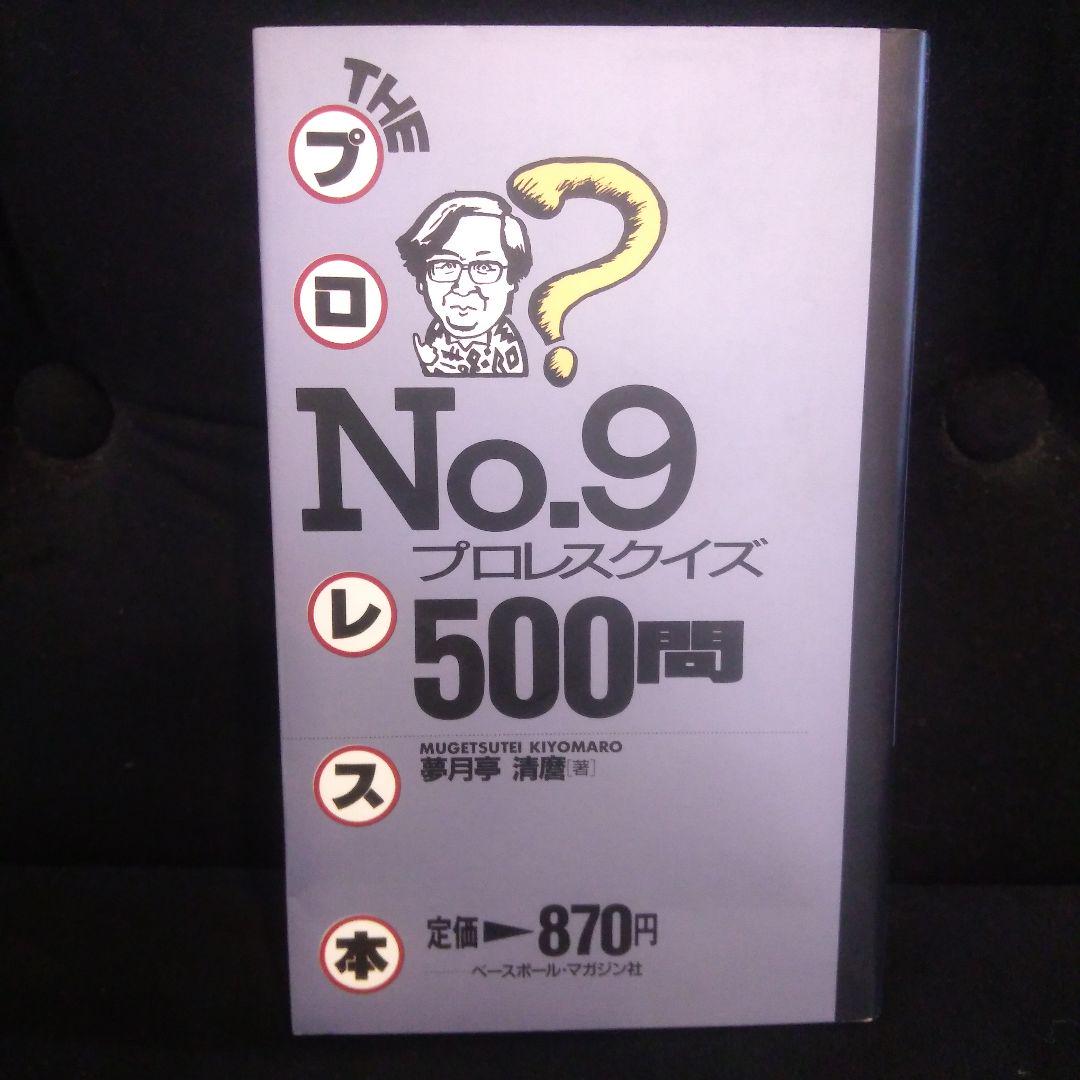 THE
プロレス本
No.9
プロレスクイズ
500問
MUGETSUTEI KIYOMARO
夢月亭 清麿[著]
定価 870円
ベースボール・マガジン社